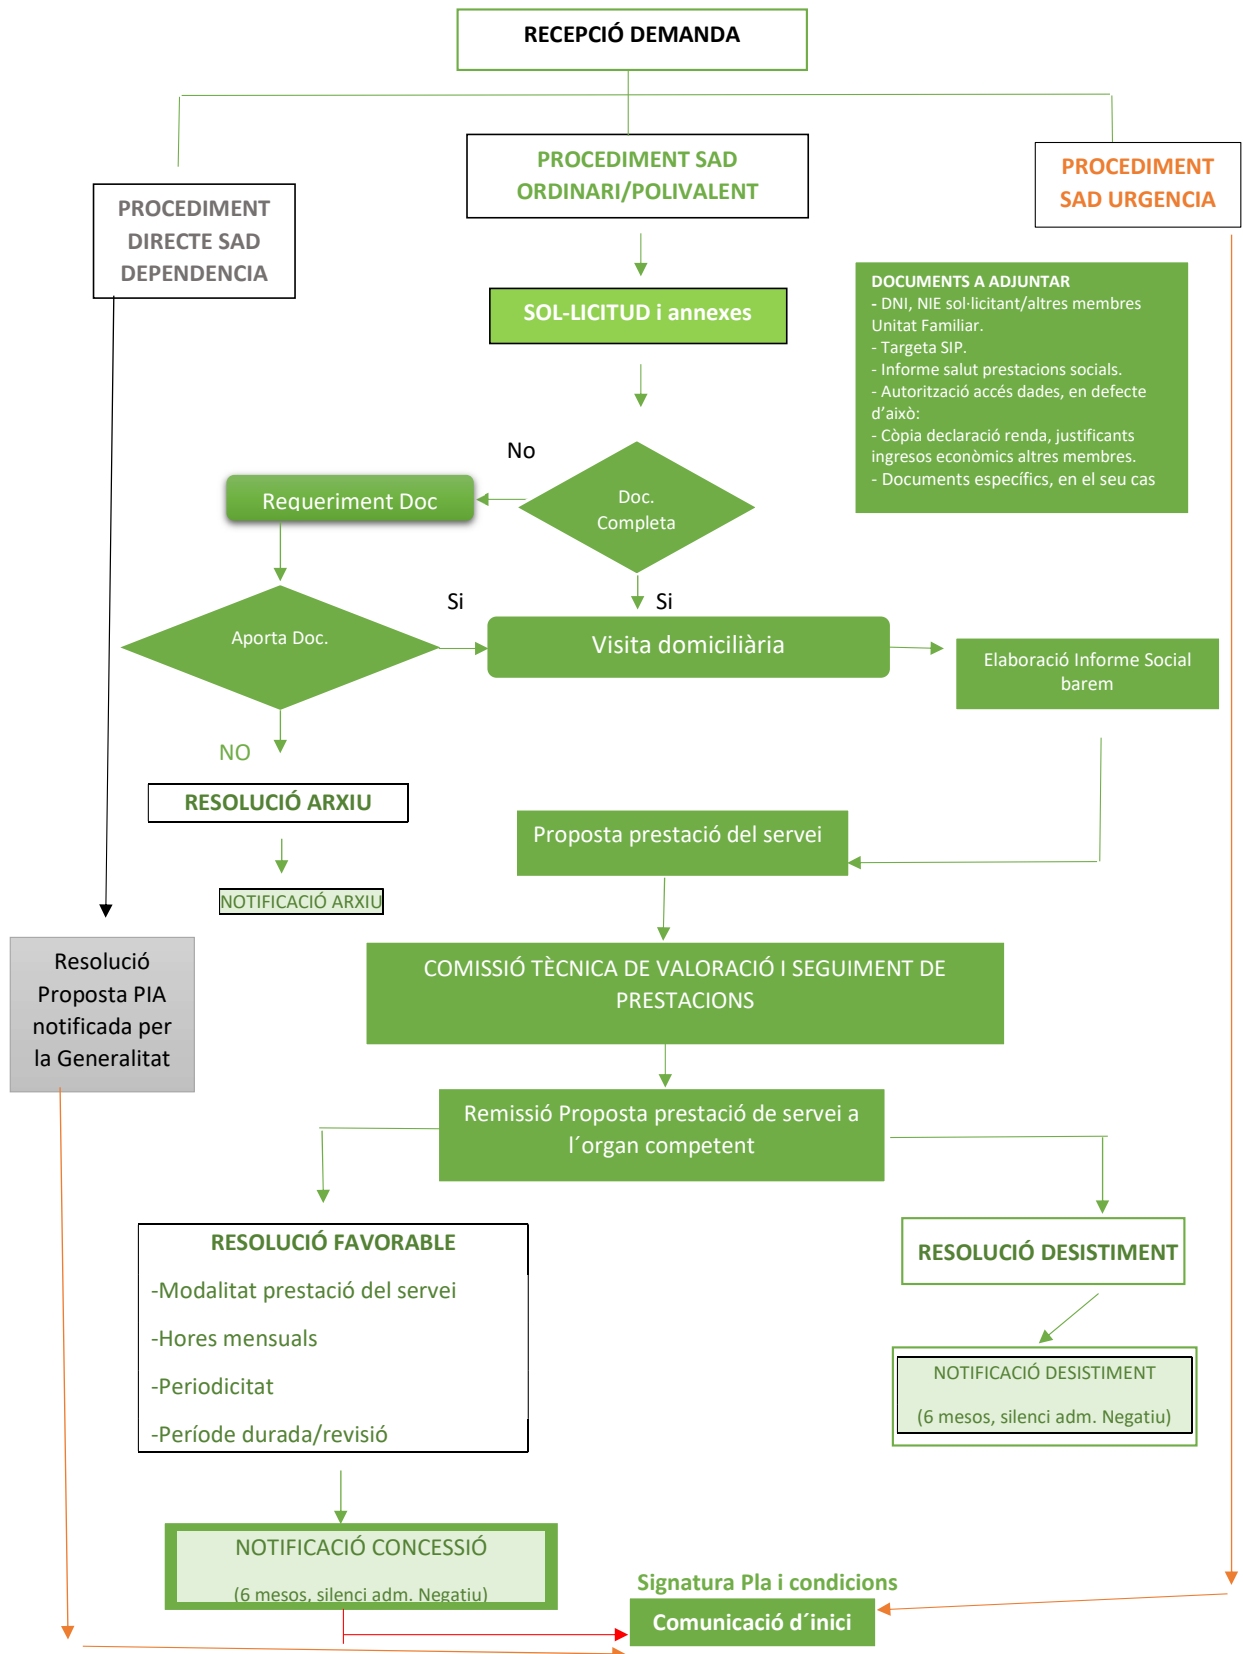 RECEPCIÓ DEMANDA
PROCEDIMENT
DIRECTE SAD
DEPENDENCIA
PROCEDIMENT SAD
ORDINARI/POLIVALENT
PROCEDIMENT
SAD URGENCIA
SOL-LICITUD i annexes
DOCUMENTS A ADJUNTAR
- DNI, NIE sol·licitant/altres membres
Unitat Familiar.
- Targeta SIP.
- Informe salut prestacions socials.
- Autorització accés dades, en defecte
d'això:
- Còpia declaració renda, justificants
ingresos econòmics altres membres.
- Documents específics, en el seu cas
No
Requeriment Doc
Doc.
Completa
Si
Si
Aporta Doc.
Visita domiciliària
Elaboració Informe Social
barem
NO
RESOLUCIÓ ARXIU
NOTIFICACIÓ ARXIU
Proposta prestació del servei
Resolució
Proposta PIA
notificada per
la Generalitat
COMISSIÓ TÈCNICA DE VALORACIÓ I SEGUIMENT DE
PRESTACIONS
Remissió Proposta prestació de servei a
l´organ competent
RESOLUCIÓ FAVORABLE
-Modalitat prestació del servei
-Hores mensuals
-Periodicitat
-Període durada/revisió
RESOLUCIÓ DESISTIMENT
NOTIFICACIÓ DESISTIMENT
(6 mesos, silenci adm. Negatiu)
NOTIFICACIÓ CONCESSIÓ
(6 mesos, silenci adm. Negatiu)
Signatura Pla i condicions
Comunicació d´inici